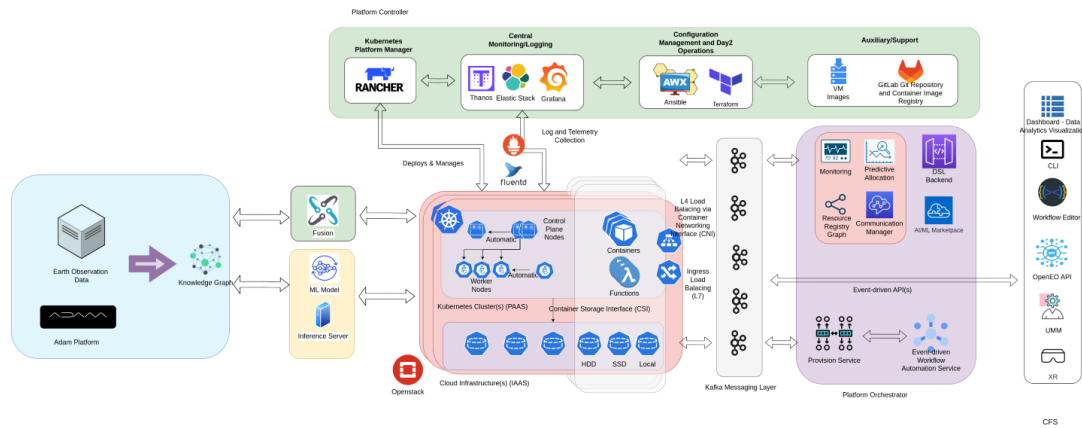 Platform Controller
Kubernetes
Platform Manager
RANCHER
Central
Monitoring/Logging
Thanos
Elastic Stack
Grafana
Configuration
Management and Day2
Operations
AWX
Ansible
Terraform
Auxiliary/Support
VM
Images
GitLab Git Repository
and Container Image
Registry
Deploys & Manages
Log and Telemetry
Collection
fluentd
Earth Observation
Data
ADAM
Adam Platform
Knowledge Graph
Fusion
ML Model
Inference Server
Control
Plane
Nodes
Automatic
Worker
Nodes
Automatic
Kubernetes Cluster(s) (PAAS)
Containers
Functions
Container Storage Interface (CSI)
HDD
SSD
Local
Cloud Infrastructure(s) (IAAS)
Openstack
L4 Load
Balacing via
Container
Networking
Interface (CNI)
Ingress
Load
Balacing
(L7)
Kafka Messaging Layer
Monitoring
Predictive
Allocation
Resource
Registry
Graph
Communication
Manager
DSL
Backend
AI/ML Marketpace
Event-driven API(s)
Provision Service
Event-driven
Workflow
Automation Service
Platform Orchestrator
Dashboard - Data
Analytics Visualizatio
CLI
Workflow Editor
OpenEO API
UMM
XR
CFS